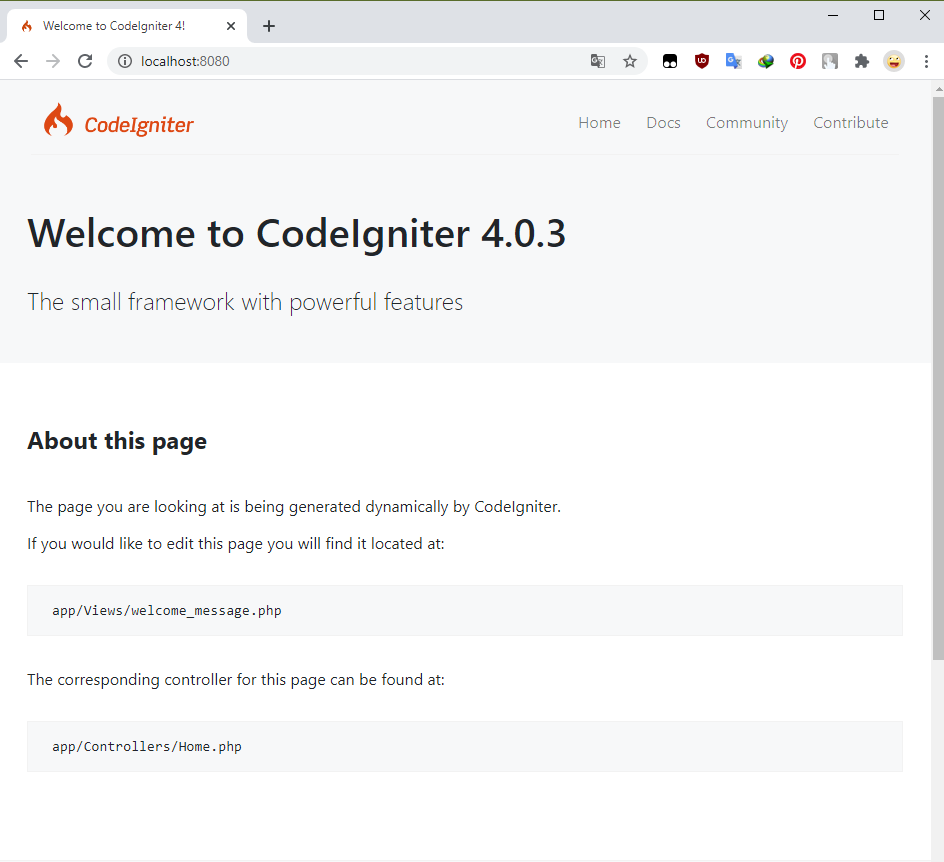 Welcome to CodeIgniter 4!
localhost:8080
CodeIgniter
Home Docs Community Contribute
Welcome to CodeIgniter 4.0.3
The small framework with powerful features
About this page
The page you are looking at is being generated dynamically by CodeIgniter.
If you would like to edit this page you will find it located at:
app/Views/welcome_message.php
The corresponding controller for this page can be found at:
app/Controllers/Home.php